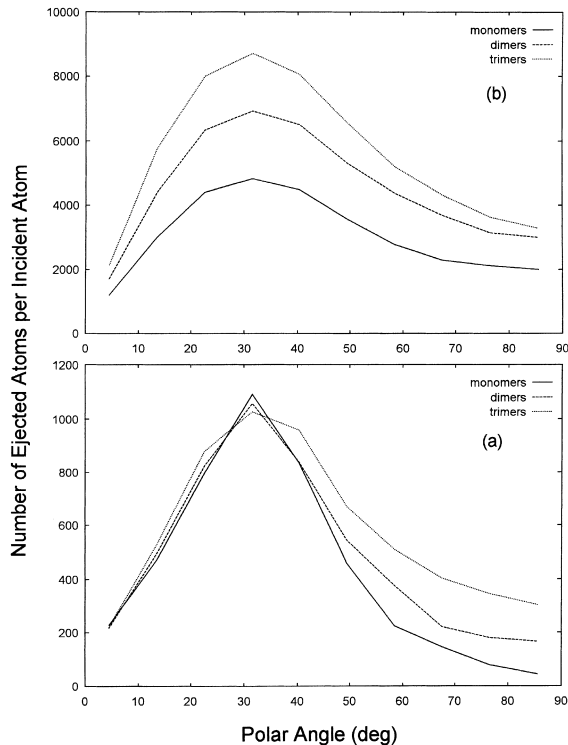 10000
8000
6000
4000
2000
0
monomers
dimers
trimers
(b)
0 10 20 30 40 50 60 70 80 90
1200
1000
800
600
400
200
0
monomers
dimers
trimers
(a)
0 10 20 30 40 50 60 70 80 90
Number of Ejected Atoms per Incident Atom
Polar Angle (deg)